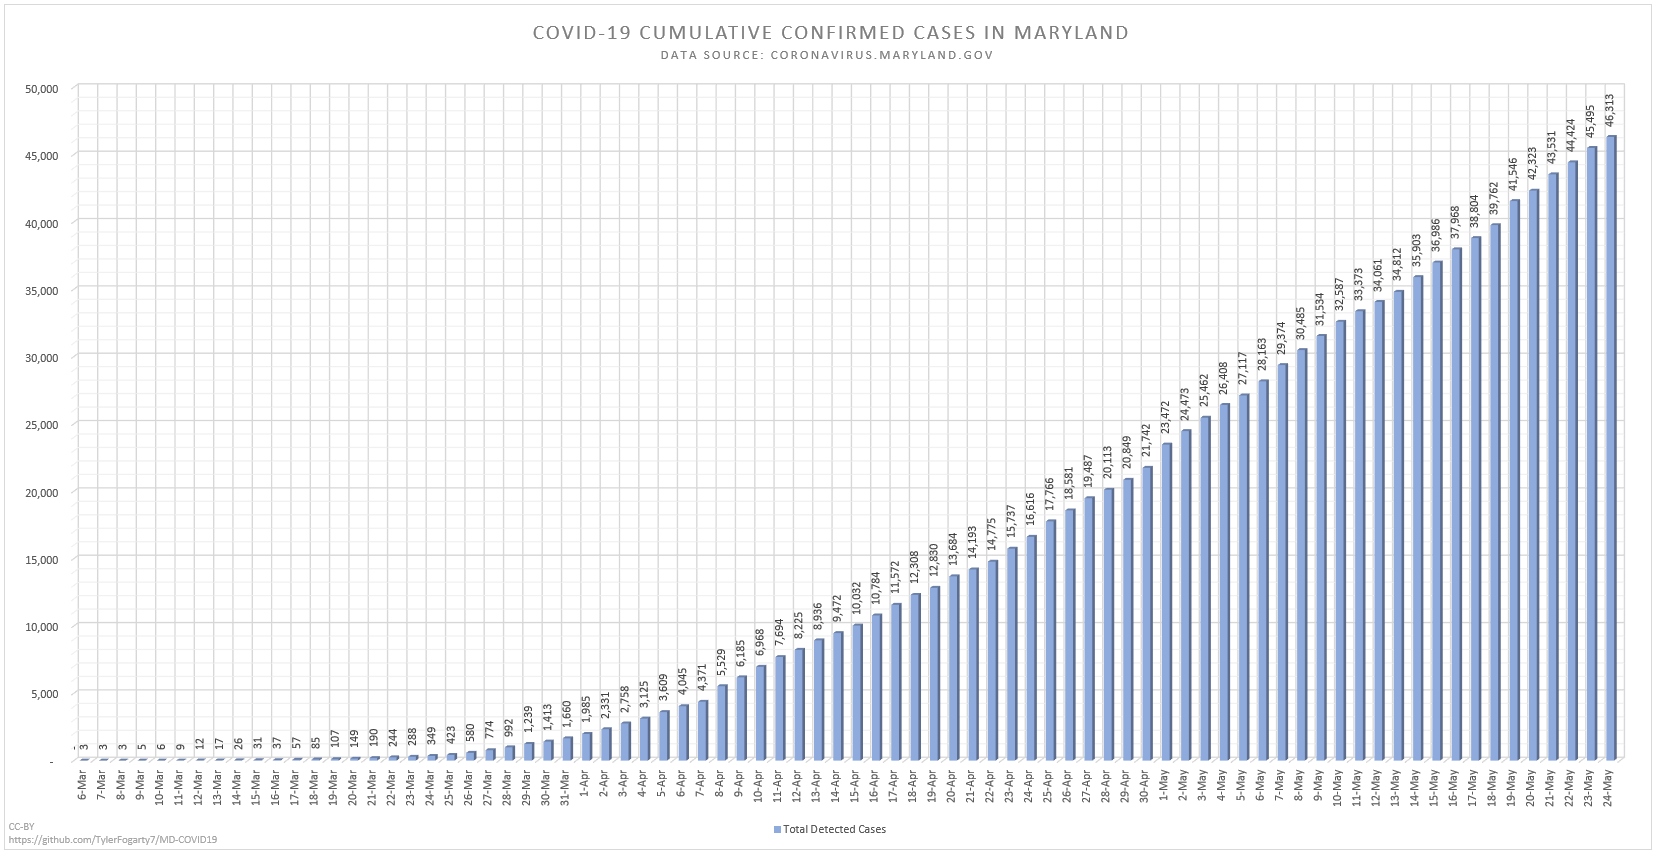 COVID-19 CUMULATIVE CONFIRMED CASES IN MARYLAND
DATA SOURCE: CORONAVIRUS.MARYLAND.GOV
50,000
45,000
40,000
35,000
30,000
25,000
20,000
15,000
10,000
5,000
-
- 3 3 3 5 6 9 12 17 26 31 37 57 85 107 149 190 244 288 349 423 580 774 992 1,239 1,413 1,660 1,985 2,331 2,758 3,125 3,609 4,045 4,371 5,529 6,185 6,968 7,694 8,225 8,936 9,472 10,032 10,784 11,572 12,308 12,830 13,684 14,193 14,775 15,737 16,616 17,766 18,581 19,487 20,113 20,849 21,742 23,472 24,473 25,462 26,408 27,117 28,163 29,374 30,485 31,534 32,587 33,373 34,061 34,812 35,903 36,986 37,968 38,804 39,762 41,546 42,323 43,531 44,424 45,495 46,313
6-Mar 7-Mar 8-Mar 9-Mar 10-Mar 11-Mar 12-Mar 13-Mar 14-Mar 15-Mar 16-Mar 17-Mar 18-Mar 19-Mar 20-Mar 21-Mar 22-Mar 23-Mar 24-Mar 25-Mar 26-Mar 27-Mar 28-Mar 29-Mar 30-Mar 31-Mar 1-Apr 2-Apr 3-Apr 4-Apr 5-Apr 6-Apr 7-Apr 8-Apr 9-Apr 10-Apr 11-Apr 12-Apr 13-Apr 14-Apr 15-Apr 16-Apr 17-Apr 18-Apr 19-Apr 20-Apr 21-Apr 22-Apr 23-Apr 24-Apr 25-Apr 26-Apr 27-Apr 28-Apr 29-Apr 30-Apr 1-May 2-May 3-May 4-May 5-May 6-May 7-May 8-May 9-May 10-May 11-May 12-May 13-May 14-May 15-May 16-May 17-May 18-May 19-May 20-May 21-May 22-May 23-May 24-May
Total Detected Cases
CC-BY
https://github.com/TylerFogarty7/MD-COVID19